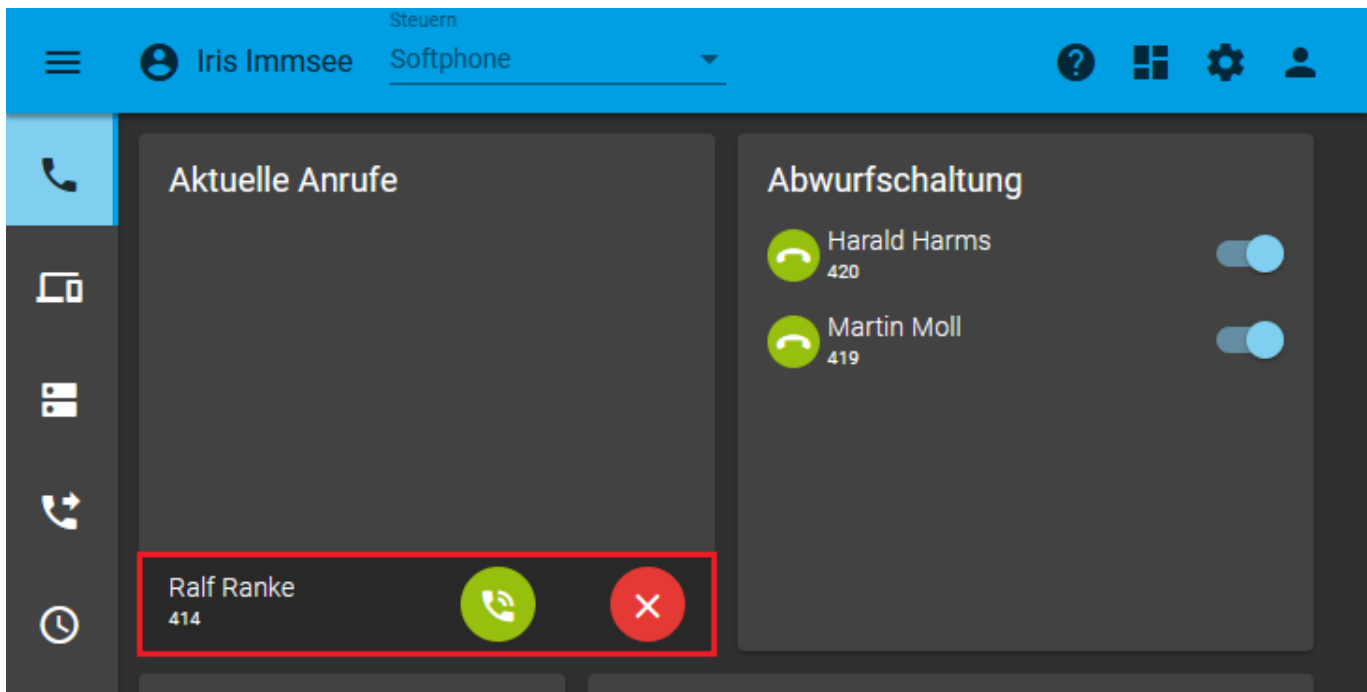 Steuern
Iris Immsee
Softphone
Aktuelle Anrufe
Ralf Ranke
414
Abwurfschaltung
Harald Harms
420
Martin Moll
419